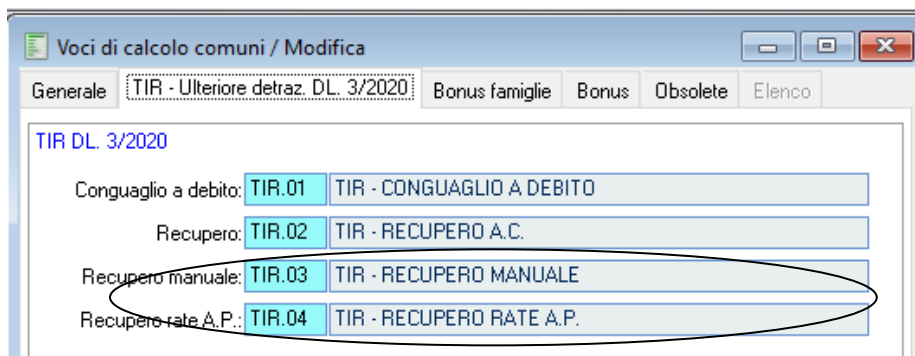 Voci di calcolo comuni / Modifica
Generale TIR - Ulteriore detraz. DL. 3/2020 Bonus famiglie Bonus Obsolete Elenco
TIR DL. 3/2020
Conguaglio a debito: TIR.01 TIR - CONGUAGLIO A DEBITO
Recupero: TIR.02 TIR - RECUPERO A.C.
Recupero manuale: TIR.03 TIR - RECUPERO MANUALE
Recupero rate A.P.: TIR.04 TIR - RECUPERO RATE A.P.